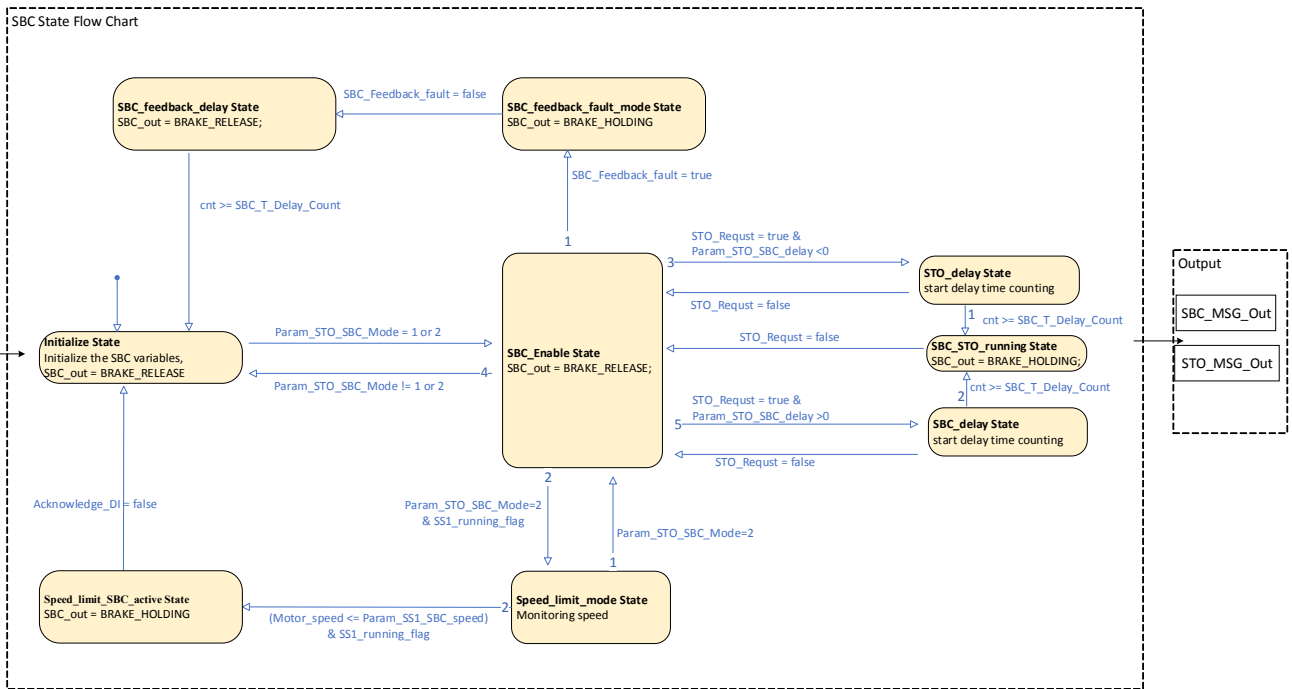 SBC State Flow Chart
SBC_feedback_delay State
SBC_out = BRAKE_RELEASE;
SBC_Feedback_fault = false
SBC_feedback_fault_mode State
SBC_out = BRAKE_HOLDING
SBC_Feedback_fault = true
cnt >= SBC_T_Delay_Count
1
STO_Requst = true &
Param_STO_SBC_delay <0
3
STO_delay State
start delay time counting
STO_Requst = false
1
cnt >= SBC_T_Delay_Count
Initialize State
Initialize the SBC variables,
SBC_out = BRAKE_RELEASE
Param_STO_SBC_Mode = 1 or 2
Param_STO_SBC_Mode != 1 or 2
4
SBC_Enable State
SBC_out = BRAKE_RELEASE;
STO_Requst = false
SBC_STO_running State
SBC_out = BRAKE_HOLDING;
STO_Requst = true &
Param_STO_SBC_delay >0
2
cnt >= SBC_T_Delay_Count
5
SBC_delay State
start delay time counting
STO_Requst = false
2
Acknowledge_DI = false
Param_STO_SBC_Mode=2
& SS1_running_flag
Param_STO_SBC_Mode=2
1
Speed_limit_SBC_active State
SBC_out = BRAKE_HOLDING
2
(Motor_speed <= Param_SS1_SBC_speed)
& SS1_running_flag
Speed_limit_mode State
Monitoring speed
Output
SBC_MSG_Out
STO_MSG_Out